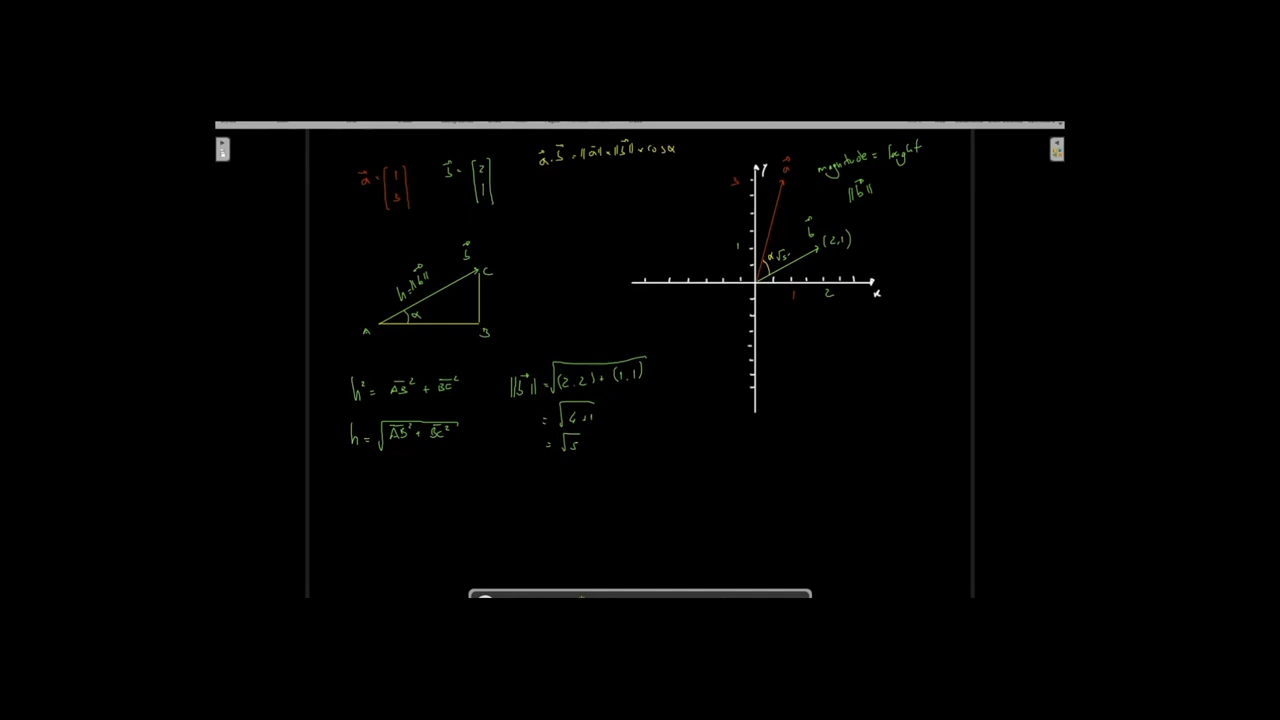 a⃗ = [1 3]
b⃗ = [2 1]
a⃗ . b⃗ = ||a⃗|| × ||b⃗|| × cos α
magnitude = lenght
||b⃗||
y
a⃗
3
b⃗
(2,1)
1
α √5
1
2
x
b⃗
C
h = ||b⃗||
α
A
B
h² = AB² + BC²
h = √AB² + BC²
||b⃗|| = √(2.2) + (1.1)
= √4+1
= √5